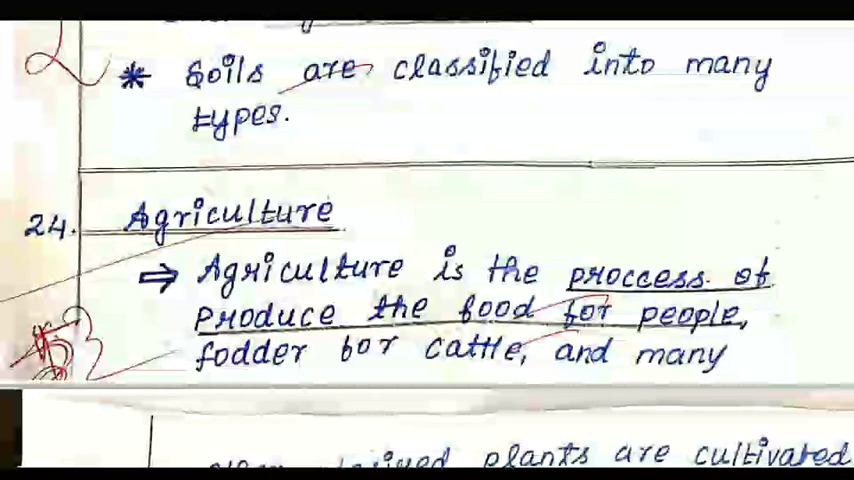 * Soils are classified into many
types.
24. Agriculture
⇒ Agriculture is the proccess of
produce the food for people,
fodder for cattle, and many
plants are cultivated